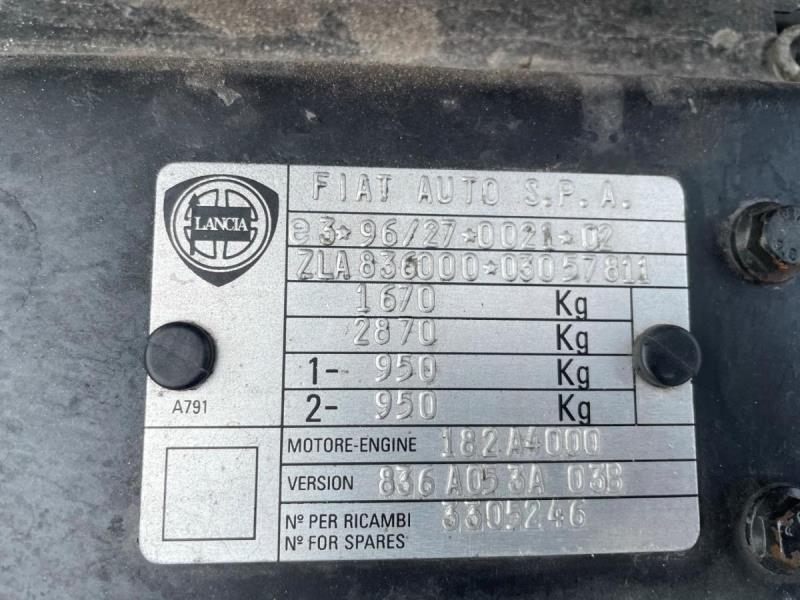 LANCIA
FIAT AUTO S.P.A.
e3*96/27*0021*02
ZLA836000*03057811
1670 Kg
2870 Kg
1- 950 Kg
2- 950 Kg
A791
MOTORE-ENGINE 182A4000
VERSION 836A053A 03B
Nº PER RICAMBI 3305246
Nº FOR SPARES